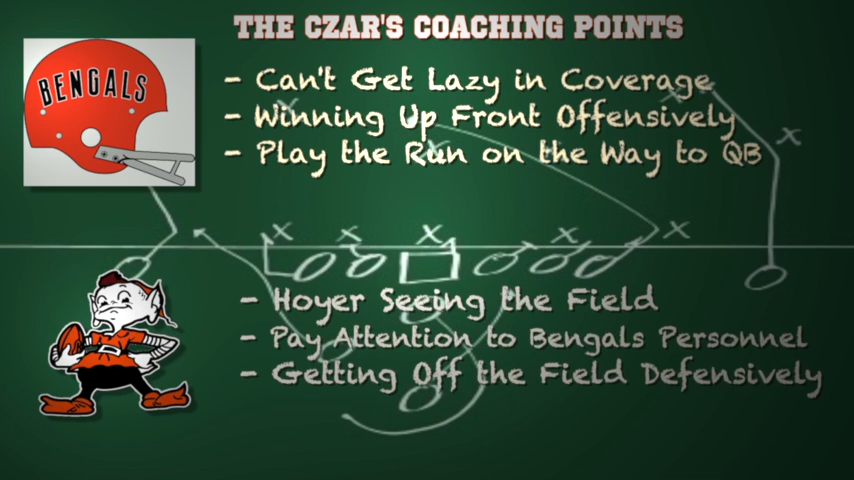 THE CZAR'S COACHING POINTS
BENGALS
- Can't Get Lazy in Coverage
- Winning Up Front Offensively
- Play the Run on the Way to QB
x
x
x
x
x
x
x
x
x
- Hoyer Seeing the Field
- Pay Attention to Bengals Personnel
- Getting Off the Field Defensively